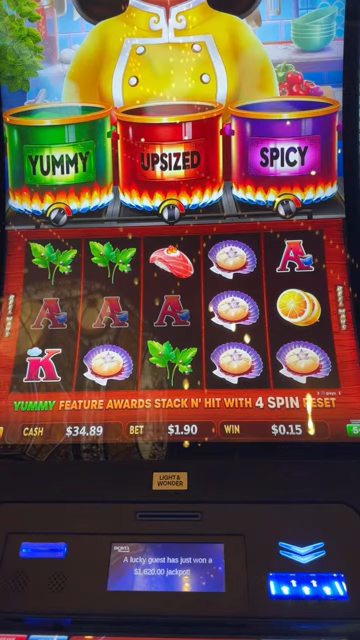 YUMMY
UPSIZED
SPICY
A
A
A
A
K
YUMMY FEATURE AWARDS STACK N' HIT WITH 4 SPIN RESET
CASH $34.89 BET $1.90 WIN $0.15
LIGHT &
WONDER
A lucky guest has just won a
$1,620.00 jackpot!